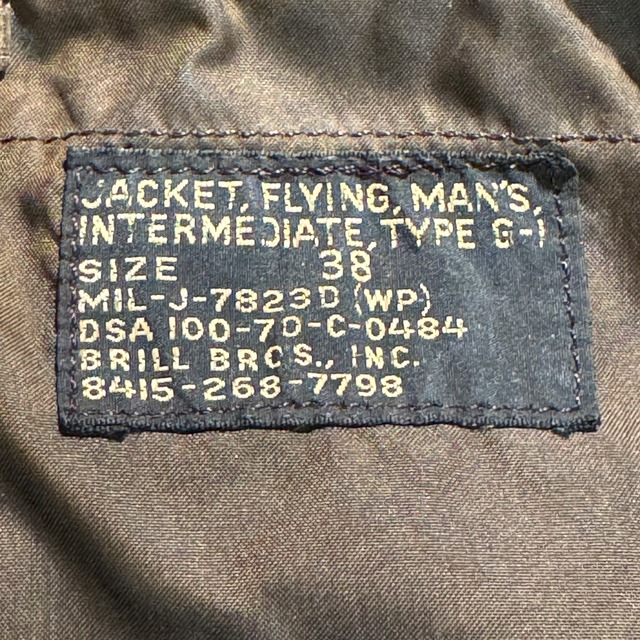 JACKET, FLYING, MAN'S,
INTERMEDIATE, TYPE G-1
SIZE 38
MIL-J-7823D (WP)
DSA 100-70-C-0484
BRILL BROS., INC.
8415-268-7798